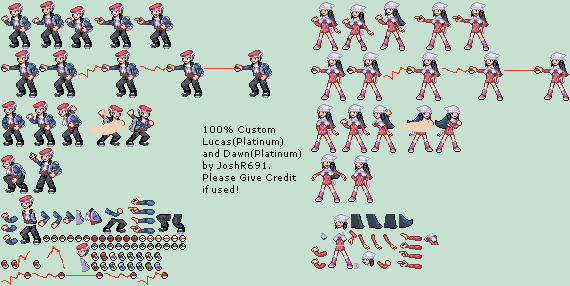 100% Custom
Lucas(Platinum)
and Dawn(Platinum)
by JoshR691.
Please Give Credit
if used!